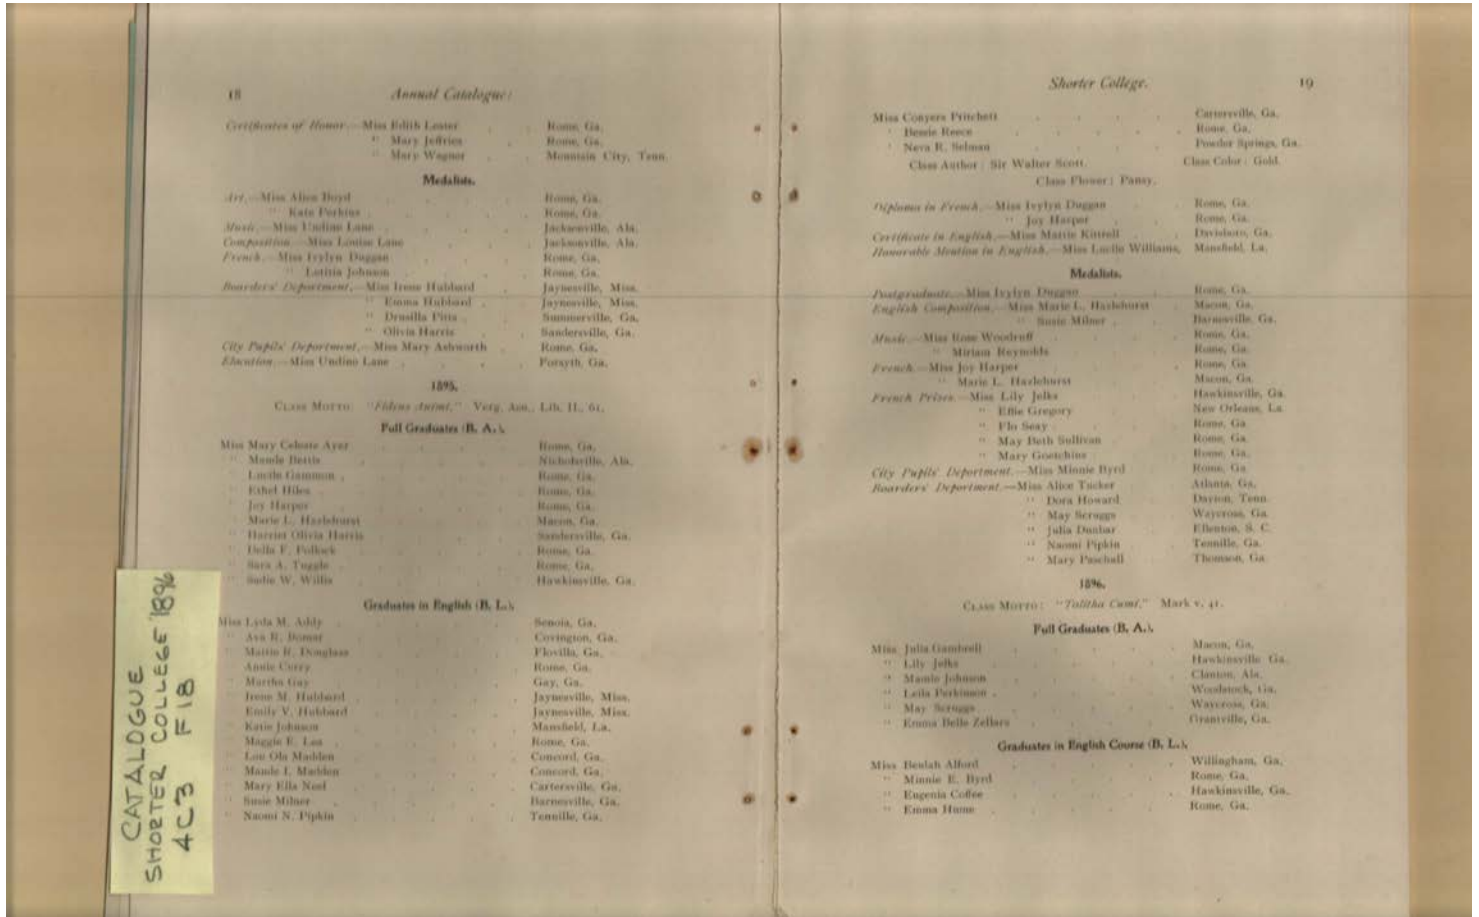 18 Annual Catalogue:
Certificates of Honor.—Miss Edith Lester . . Rome, Ga.
" Mary Jeffries . . Rome, Ga.
" Mary Wagner . Mountain City, Tenn.
Medalists.
Art.—Miss Alice Boyd . . . . Rome, Ga.
" Kate Perkins . . . . Rome, Ga.
Music.—Miss Undine Lane . . . . Jacksonville, Ala.
Composition.—Miss Louise Lane . . . Jacksonville, Ala.
French.—Miss Ivylyn Duggan . . . Rome, Ga.
" Letitia Johnson . . . Rome, Ga.
Boarders' Deportment.—Miss Irene Hubbard . Jaynesville, Miss.
" Emma Hubbard . Jaynesville, Miss.
" Drusilla Pitts . Summerville, Ga.
" Olivia Harris . Sandersville, Ga.
City Pupils' Deportment.—Miss Mary Ashworth . Rome, Ga.
Elocution.—Miss Undine Lane . . . Forsyth, Ga.
1895.
Class Motto: "Fidens Animi." Verg. Aen., Lib. II., 61.
Full Graduates (B. A.).
Miss Mary Celeste Ayer . . . . Rome, Ga.
" Maude Bettis . . . . Nicholsville, Ala.
" Lucile Gammon . . . . Rome, Ga.
" Ethel Hiles . . . . Rome, Ga.
" Joy Harper . . . . Rome, Ga.
" Marie L. Hazlehurst . . . . Macon, Ga.
" Harriet Olivia Harris . . . . Sandersville, Ga.
" Della F. Pollock . . . . Rome, Ga.
" Sara A. Tuggle . . . . Rome, Ga.
" Sadie W. Willis . . . . Hawkinsville, Ga.
Graduates in English (B. L.).
Miss Lyda M. Addy . . . . Senoia, Ga.
" Ava R. Bomar . . . . Covington, Ga.
" Mattie R. Douglass . . . . Flovilla, Ga.
" Annie Curry . . . . Rome, Ga.
" Martha Gay . . . . Gay, Ga.
" Irene M. Hubbard . . . . Jaynesville, Miss.
" Emily V. Hubbard . . . . Jaynesville, Miss.
" Katie Johnson . . . . Mansfield, La.
" Maggie E. Lea . . . . Rome, Ga.
" Lou Ola Madden . . . . Concord, Ga.
" Maude I. Madden . . . . Concord, Ga.
" Mary Ella Neel . . . . Cartersville, Ga.
" Susie Milner . . . . Barnesville, Ga.
" Naomi N. Pipkin . . . . Tennille, Ga.
CATALOGUE
SHORTER COLLEGE 1896
4C3 F18
Shorter College. 19
Miss Conyers Pritchett . . . . Cartersville, Ga.
" Bessie Reece . . . . Rome, Ga.
" Nera R. Selman . . . . Powder Springs, Ga.
Class Author: Sir Walter Scott. Class Color: Gold.
Class Flower: Pansy.
Diploma in French.—Miss Ivylyn Duggan . . Rome, Ga.
" Joy Harper . . Rome, Ga.
Certificate in English.—Miss Mattie Kittrell . Davisboro, Ga.
Honorable Mention in English.—Miss Lucile Williams, Mansfield, La.
Medalists.
Postgraduate.—Miss Ivylyn Duggan . . Rome, Ga.
English Composition.—Miss Marie L. Hazlehurst . Macon, Ga.
" Susie Milner . . Barnesville, Ga.
Music.—Miss Rose Woodruff . . . Rome, Ga.
" Miriam Reynolds . . . Rome, Ga.
French.—Miss Joy Harper . . . Rome, Ga.
" Marie L. Hazlehurst . . . Macon, Ga.
French Prizes.—Miss Lily Jelks . . . Hawkinsville, Ga.
" Effie Gregory . . New Orleans, La.
" Flo Seay . . . Rome, Ga.
" May Beth Sullivan . . Rome, Ga.
" Mary Goetchius . . Rome, Ga.
City Pupils' Deportment.—Miss Minnie Byrd . Rome, Ga.
Boarders' Deportment.—Miss Alice Tucker . Atlanta, Ga.
" Dora Howard . Dayton, Tenn.
" May Scruggs . Waycross, Ga.
" Julia Dunbar . Ellenton, S. C.
" Naomi Pipkin . Tennille, Ga.
" Mary Paschall . Thomson, Ga.
1896.
Class Motto: "Talitha Cumi." Mark v, 41.
Full Graduates (B. A.).
Miss Julia Gambrell . . . . Macon, Ga.
" Lily Jelks . . . . Hawkinsville Ga.
" Mamie Johnson . . . . Clanton, Ala.
" Leila Perkinson . . . . Woodstock, Ga.
" May Scruggs . . . . Waycross, Ga.
" Emma Belle Zellars . . . . Grantville, Ga.
Graduates in English Course (B. L.).
Miss Beulah Alford . . . . Willingham, Ga.
" Minnie E. Byrd . . . . Rome, Ga.
" Eugenia Coffee . . . . Hawkinsville, Ga.
" Emma Hume . . . . Rome, Ga.